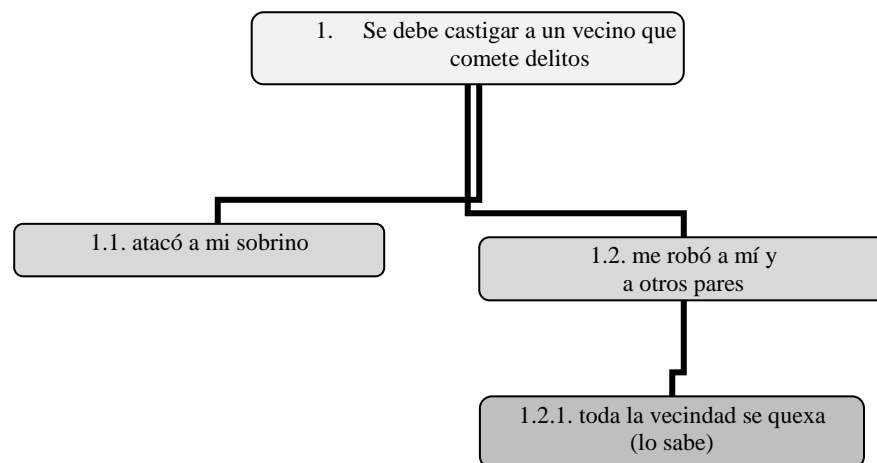 1. Se debe castigar a un vecino que
comete delitos
1.1. atacó a mi sobrino
1.2. me robó a mí y
a otros pares
1.2.1. toda la vecindad se quexa
(lo sabe)